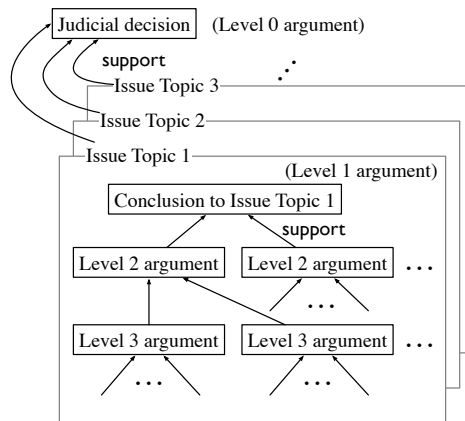 Judicial decision (Level 0 argument)
support
Issue Topic 3
Issue Topic 2
Issue Topic 1
(Level 1 argument)
Conclusion to Issue Topic 1
support
Level 2 argument Level 2 argument ...
...
Level 3 argument Level 3 argument ...
... ...